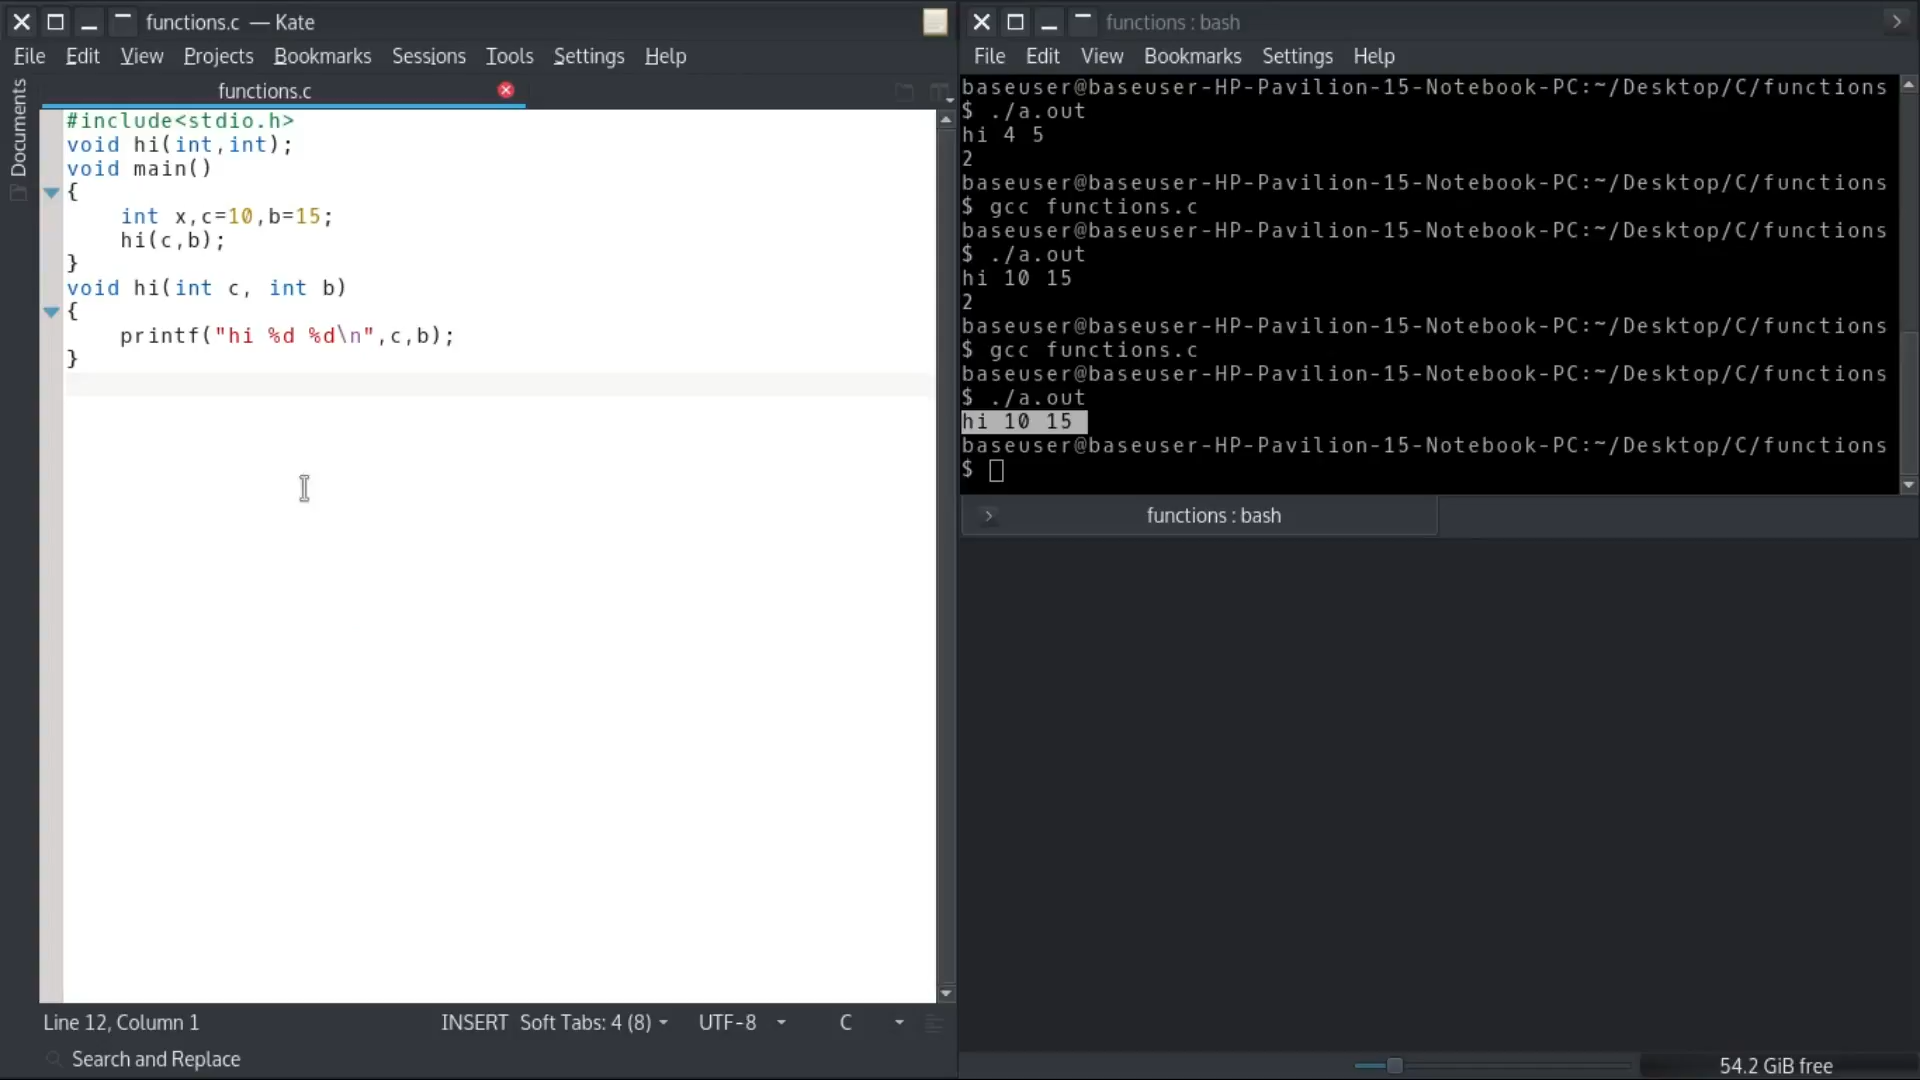 functions.c — Kate
File Edit View Projects Bookmarks Sessions Tools Settings Help
Documents
functions.c
#include<stdio.h>
void hi(int,int);
void main()
{
    int x,c=10,b=15;
    hi(c,b);
}
void hi(int c, int b)
{
    printf("hi %d %d\n",c,b);
}
Line 12, Column 1 INSERT Soft Tabs: 4 (8) UTF-8 C
Search and Replace
functions : bash
File Edit View Bookmarks Settings Help
baseuser@baseuser-HP-Pavilion-15-Notebook-PC:~/Desktop/C/functions
$ ./a.out
hi 4 5
2
baseuser@baseuser-HP-Pavilion-15-Notebook-PC:~/Desktop/C/functions
$ gcc functions.c
baseuser@baseuser-HP-Pavilion-15-Notebook-PC:~/Desktop/C/functions
$ ./a.out
hi 10 15
2
baseuser@baseuser-HP-Pavilion-15-Notebook-PC:~/Desktop/C/functions
$ gcc functions.c
baseuser@baseuser-HP-Pavilion-15-Notebook-PC:~/Desktop/C/functions
$ ./a.out
hi 10 15
baseuser@baseuser-HP-Pavilion-15-Notebook-PC:~/Desktop/C/functions
$
functions : bash
54.2 GiB free